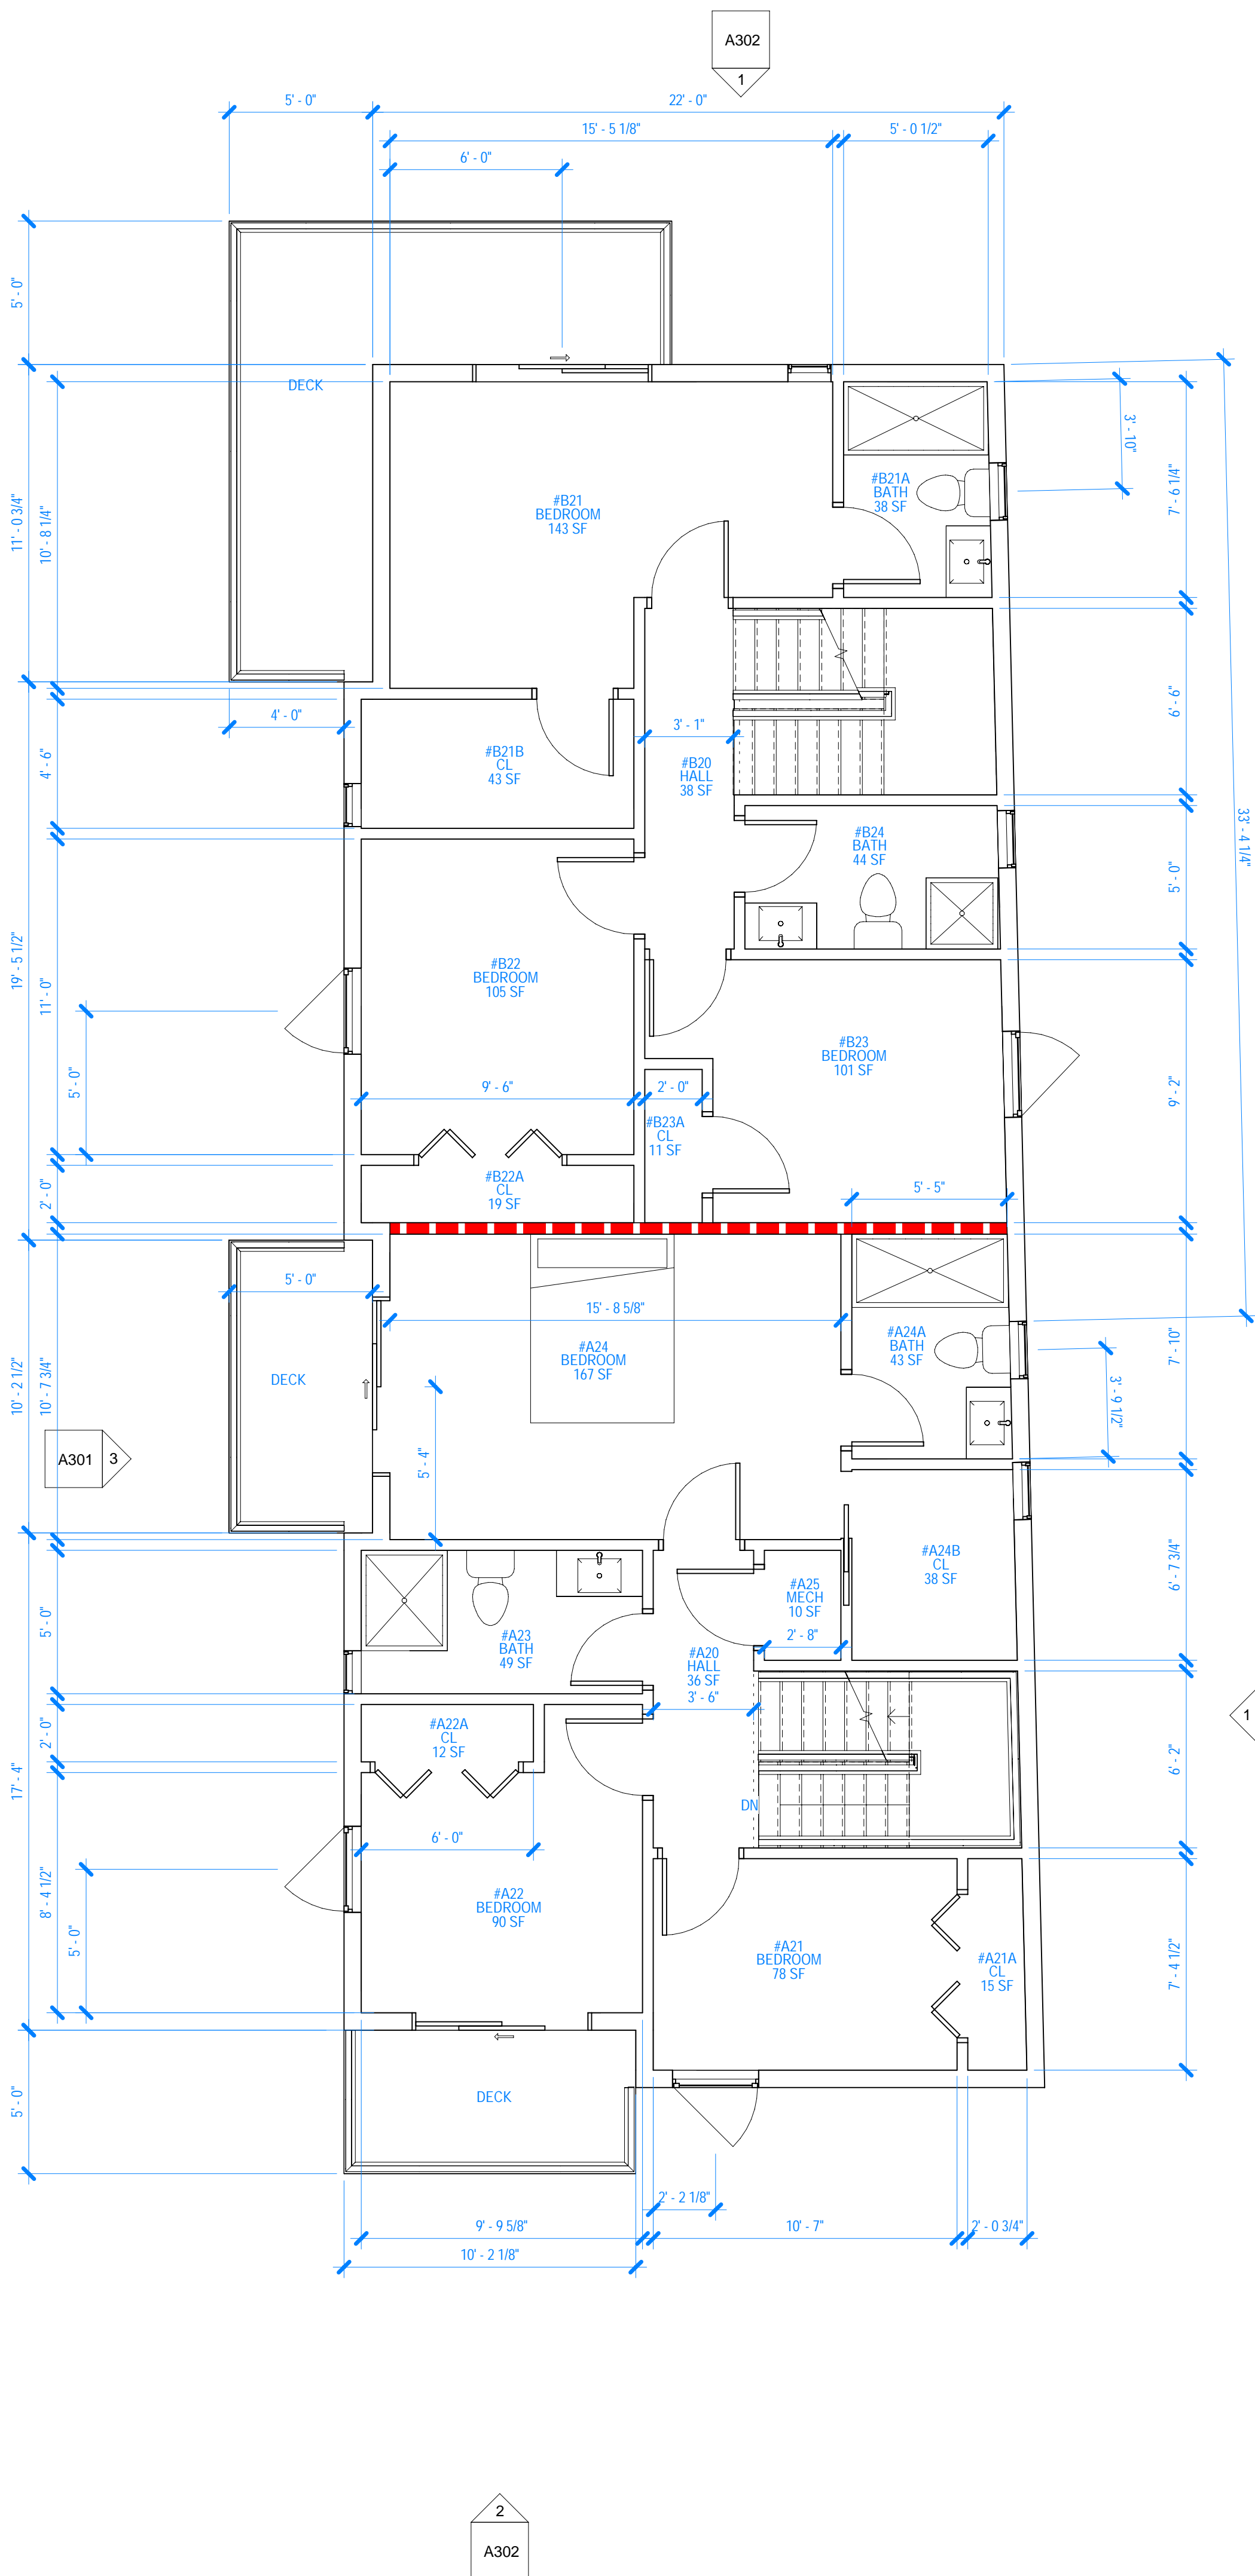 A302
1
5' - 0"
22' - 0"
15' - 5 1/8"
5' - 0 1/2"
6' - 0"
5' - 0"
DECK
3' - 10"
#B21
BEDROOM
143 SF
#B21A
BATH
38 SF
7' - 6 1/4"
11' - 0 3/4"
10' - 8 1/4"
4' - 0"
3' - 1"
6' - 6"
#B21B
CL
43 SF
#B20
HALL
38 SF
4' - 6"
33' - 4 1/4"
#B24
BATH
44 SF
5' - 0"
19' - 5 1/2"
11' - 0"
#B22
BEDROOM
105 SF
#B23
BEDROOM
101 SF
5' - 0"
9' - 6"
2' - 0"
9' - 2"
#B23A
CL
11 SF
#B22A
CL
19 SF
2' - 0"
5' - 5"
5' - 0"
15' - 8 5/8"
#A24
BEDROOM
167 SF
#A24A
BATH
43 SF
7' - 10"
DECK
10' - 2 1/2"
10' - 7 3/4"
3' - 9 1/2"
A301
3
5' - 4"
#A24B
CL
38 SF
6' - 7 3/4"
#A25
MECH
10 SF
2' - 8"
5' - 0"
#A23
BATH
49 SF
#A20
HALL
36 SF
3' - 6"
1
2' - 0"
#A22A
CL
12 SF
6' - 2"
17' - 4"
DN
6' - 0"
8' - 4 1/2"
5' - 0"
#A22
BEDROOM
90 SF
#A21
BEDROOM
78 SF
#A21A
CL
15 SF
7' - 4 1/2"
5' - 0"
DECK
2' - 2 1/8"
9' - 9 5/8"
10' - 7"
2' - 0 3/4"
10' - 2 1/8"
2
A302